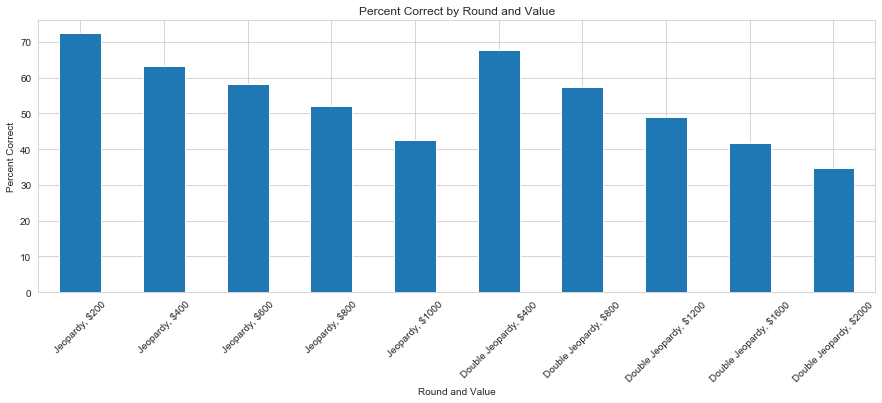 Percent Correct by Round and Value
Percent Correct
70
60
50
40
30
20
10
0
Jeopardy, $200
Jeopardy, $400
Jeopardy, $600
Jeopardy, $800
Jeopardy, $1000
Double Jeopardy, $400
Double Jeopardy, $800
Double Jeopardy, $1200
Double Jeopardy, $1600
Double Jeopardy, $2000
Round and Value